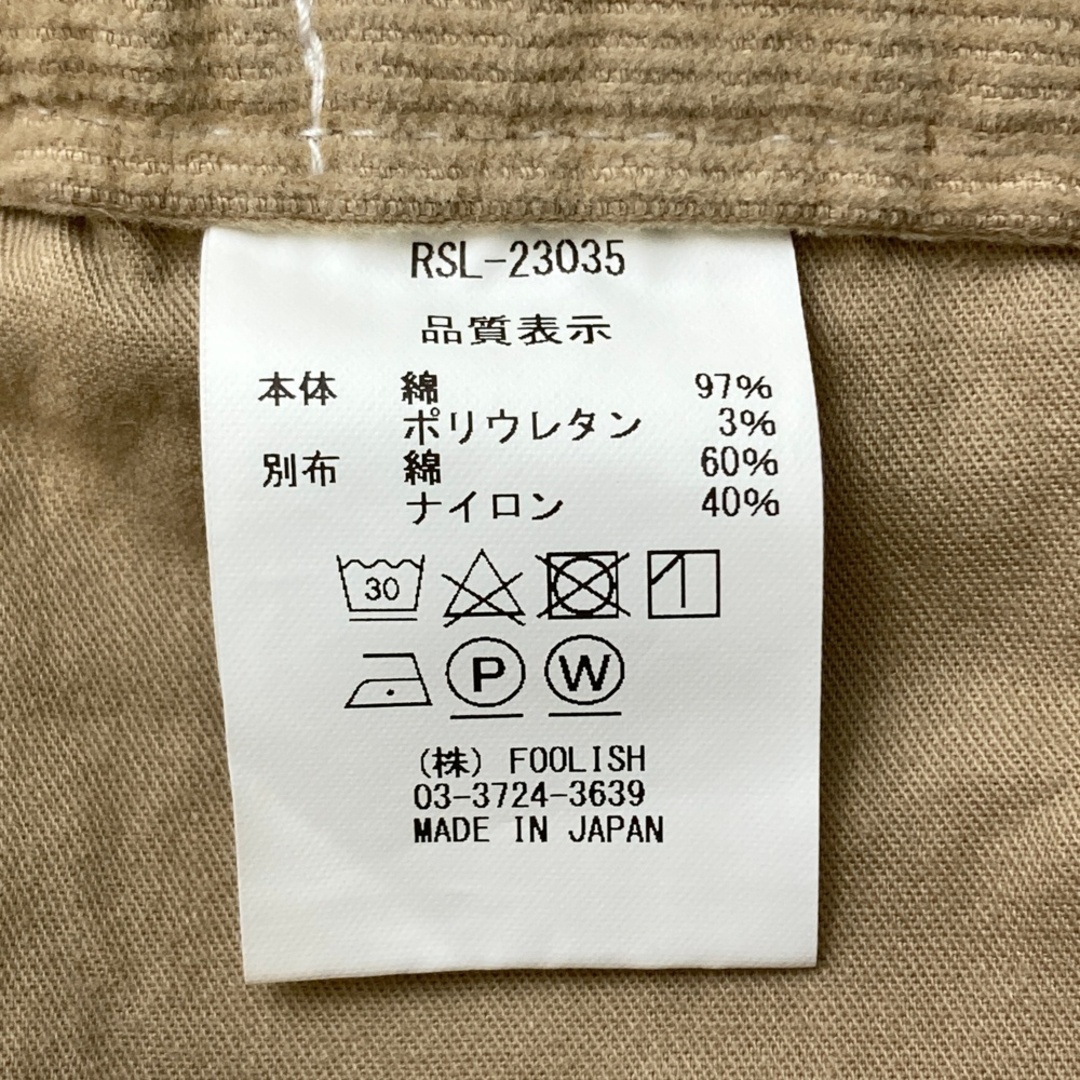 RSL-23035
品質表示
本体 綿 97%
ポリウレタン 3%
別布 綿 60%
ナイロン 40%
30
P W
(株) FOOLISH
03-3724-3639
MADE IN JAPAN